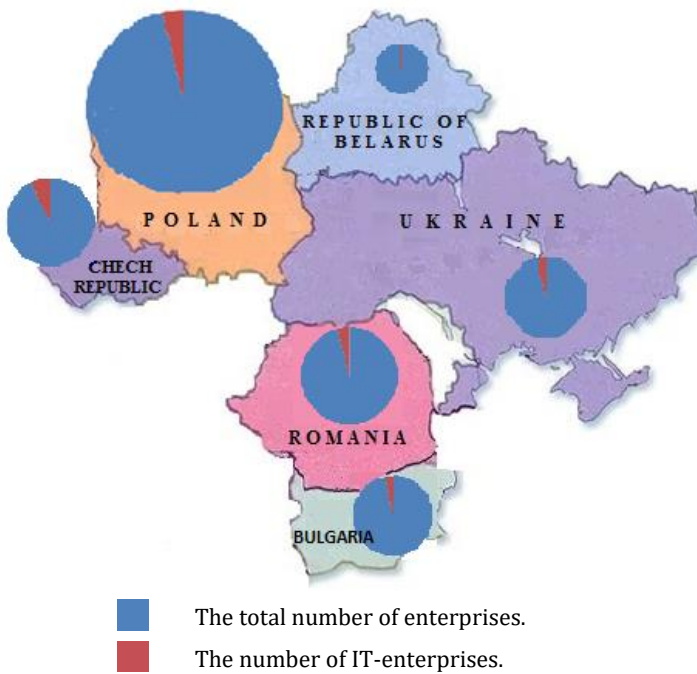 REPUBLIC OF
BELARUS
POLAND
UKRAINE
CHECH
REPUBLIC
ROMANIA
BULGARIA
The total number of enterprises.
The number of IT-enterprises.